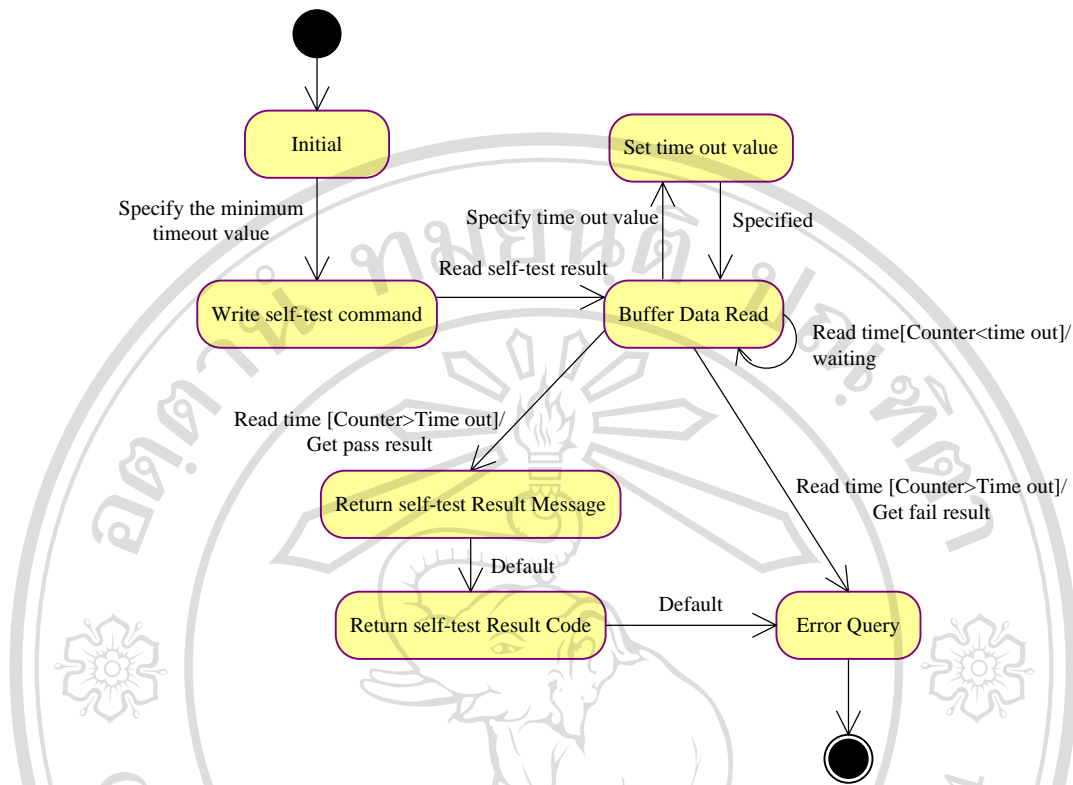 Initial
Set time out value
Specify the minimum
timeout value
Specify time out value
Specified
Read self-test result
Write self-test command
Buffer Data Read
Read time[Counter<time out]/
waiting
Read time [Counter>Time out]/
Get pass result
Return self-test Result Message
Read time [Counter>Time out]/
Get fail result
Default
Return self-test Result Code
Default
Error Query